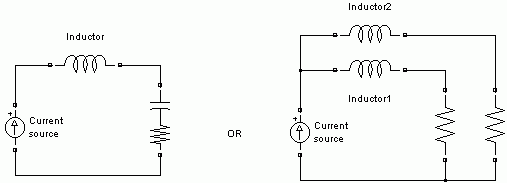 Inductor
+
Current
source
OR
Inductor2
Inductor1
+
Current
source